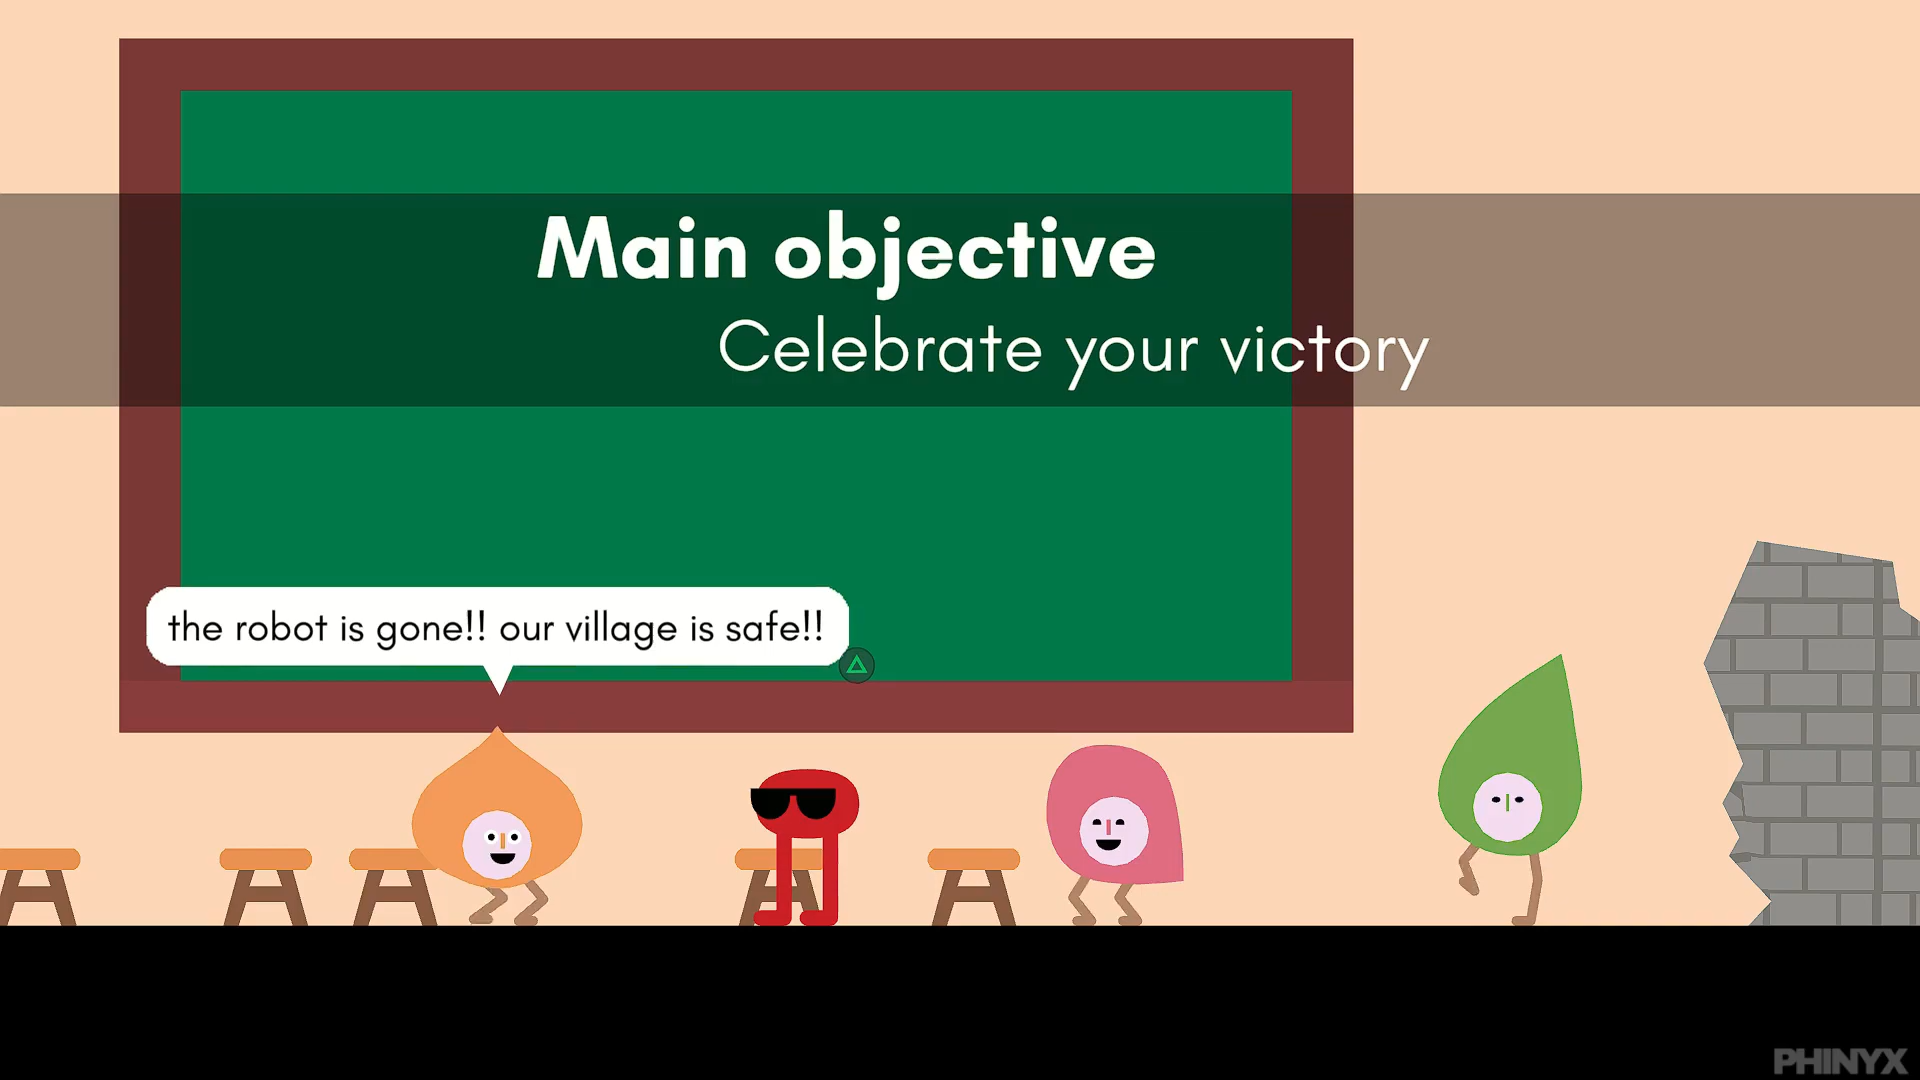 Main objective
Celebrate your victory
the robot is gone!! our village is safe!!
PHINYX